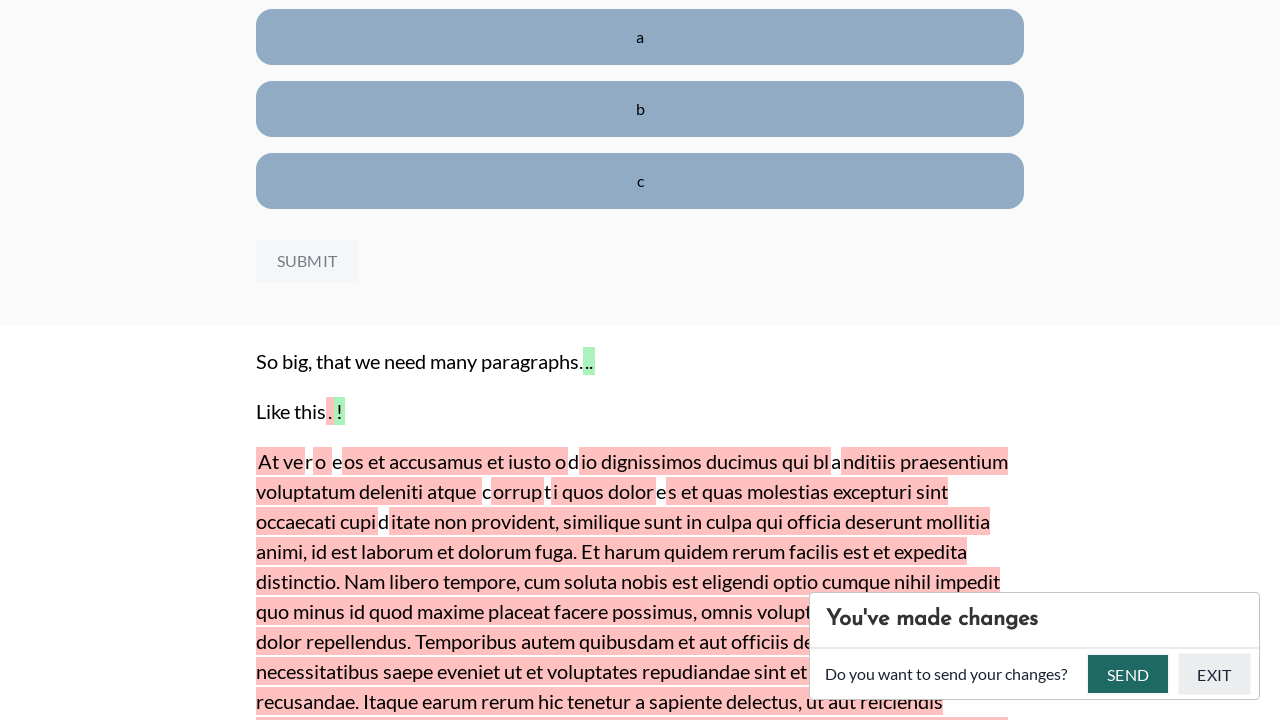 a
b
c
SUBMIT
So big, that we need many paragraphs...
Like this.!
At vero eos et accusamus et iusto odio dignissimos ducimus qui blanditiis praesentium
voluptatum deleniti atque corrupti quos dolores et quas molestias excepturi sint
occaecati cupiditate non provident, similique sunt in culpa qui officia deserunt mollitia
animi, id est laborum et dolorum fuga. Et harum quidem rerum facilis est et expedita
distinctio. Nam libero tempore, cum soluta nobis est eligendi optio cumque nihil impedit
quo minus id quod maxime placeat facere possimus, omnis
dolor repellendus. Temporibus autem quibusdam et aut officiis
necessitatibus saepe eveniet ut et voluptates repudiandae sint et
recusandae. Itaque earum rerum hic tenetur a sapiente delectus, ut aut reiciendis
You've made changes
Do you want to send your changes?
SEND
EXIT